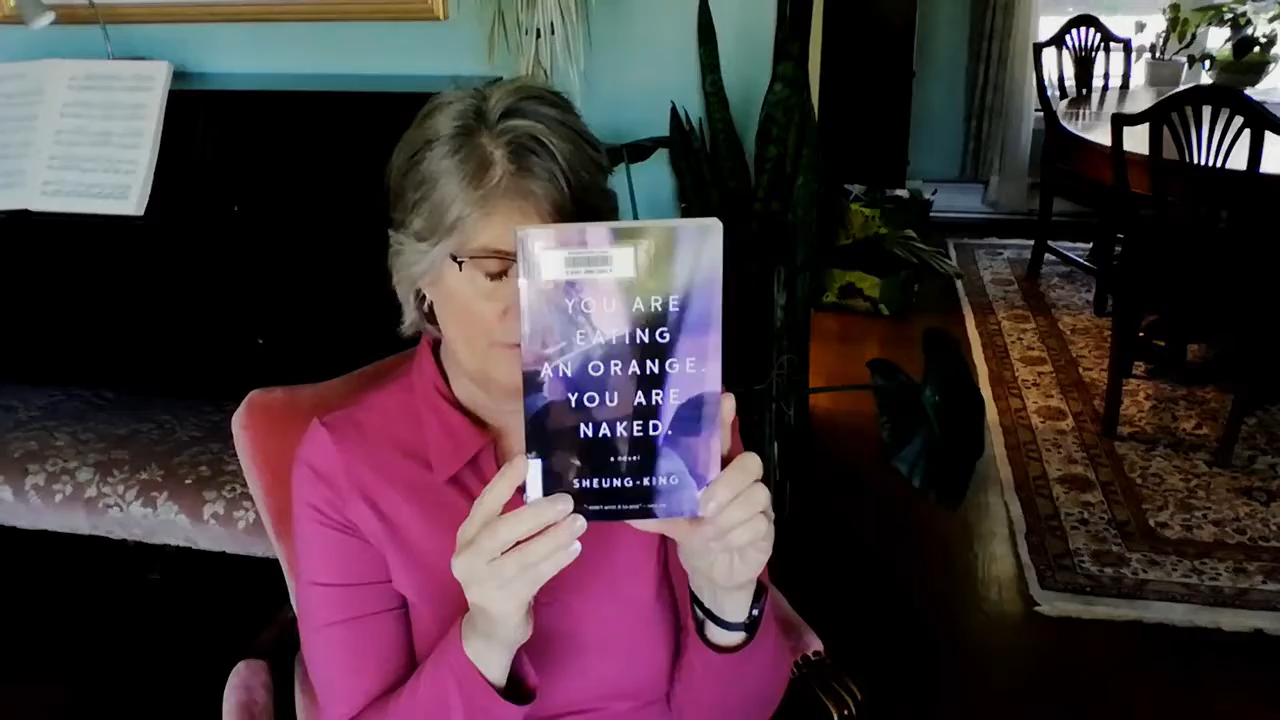 YOU ARE
EATING
AN ORANGE.
YOU ARE
NAKED.
a novel
SHEUNG-KING